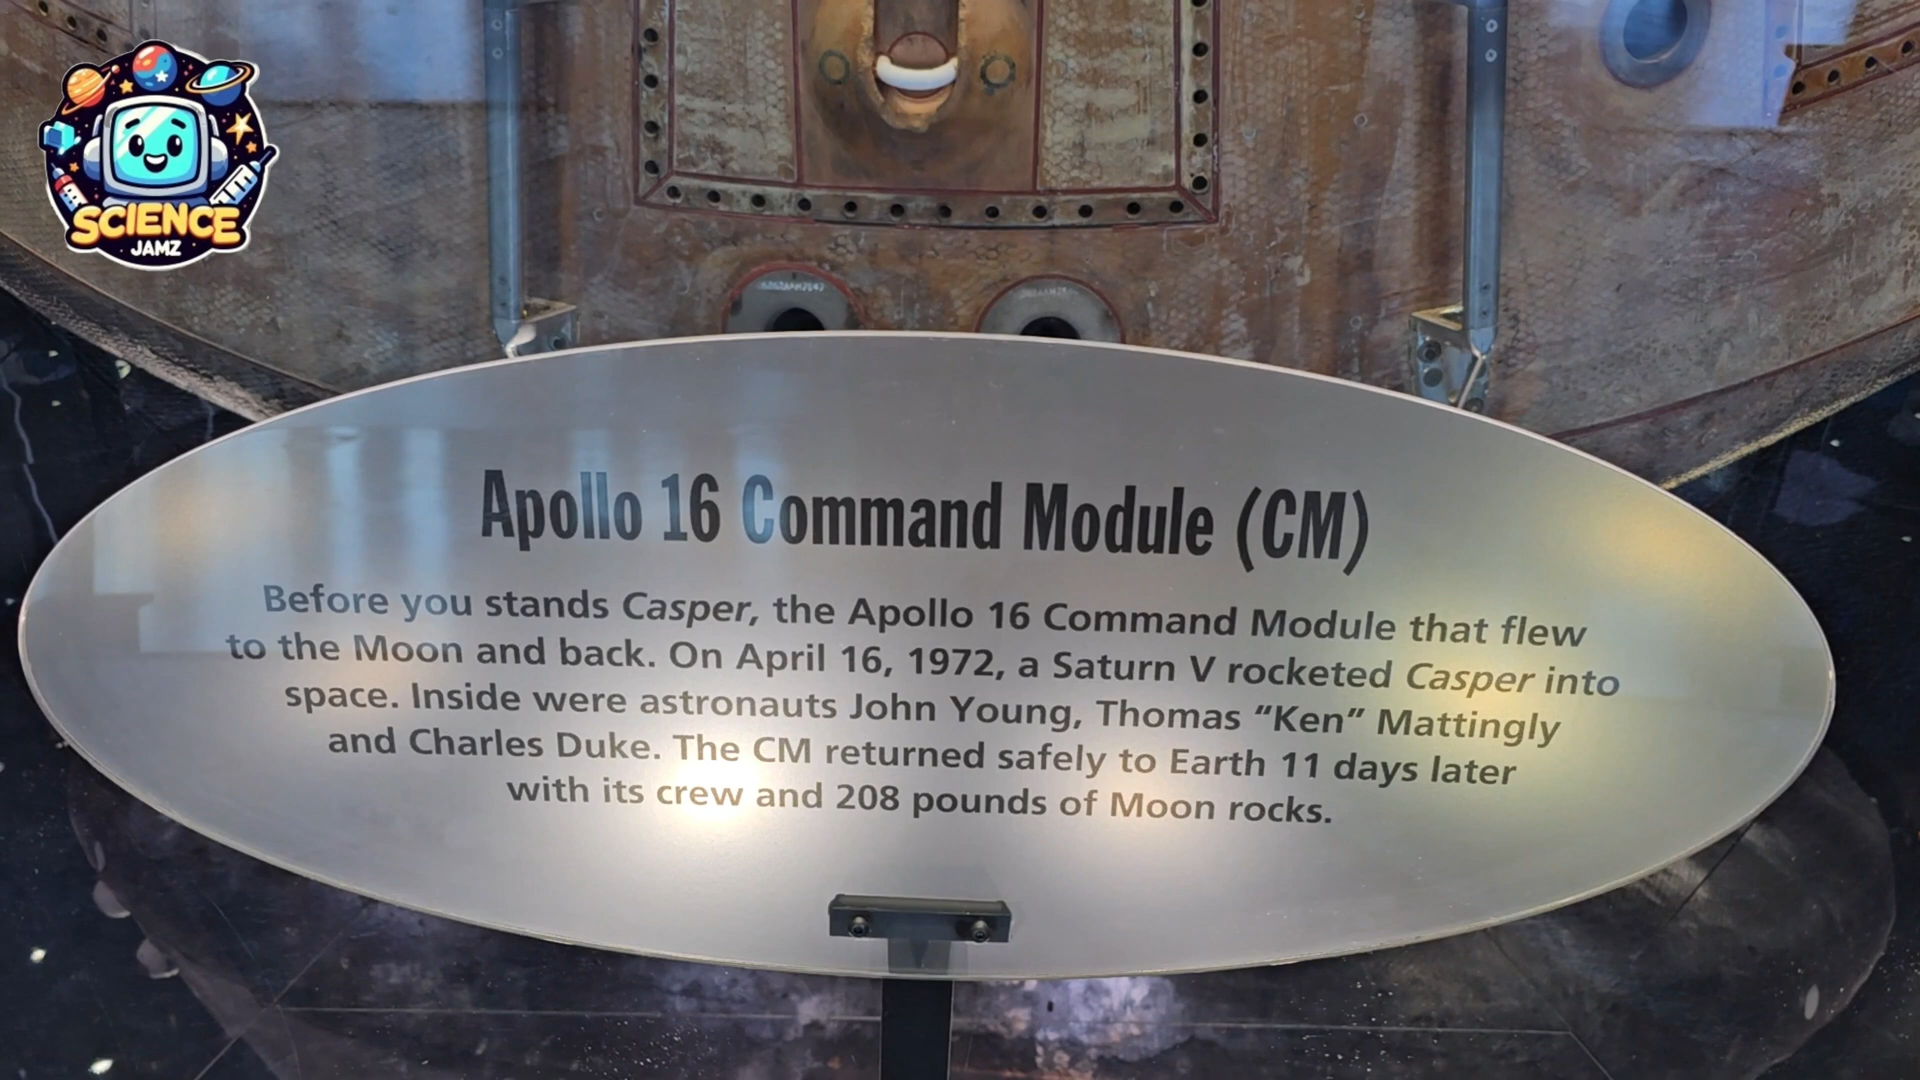 SCIENCE
JAMZ
Apollo 16 Command Module (CM)
Before you stands Casper, the Apollo 16 Command Module that flew
to the Moon and back. On April 16, 1972, a Saturn V rocketed Casper into
space. Inside were astronauts John Young, Thomas “Ken” Mattingly
and Charles Duke. The CM returned safely to Earth 11 days later
with its crew and 208 pounds of Moon rocks.